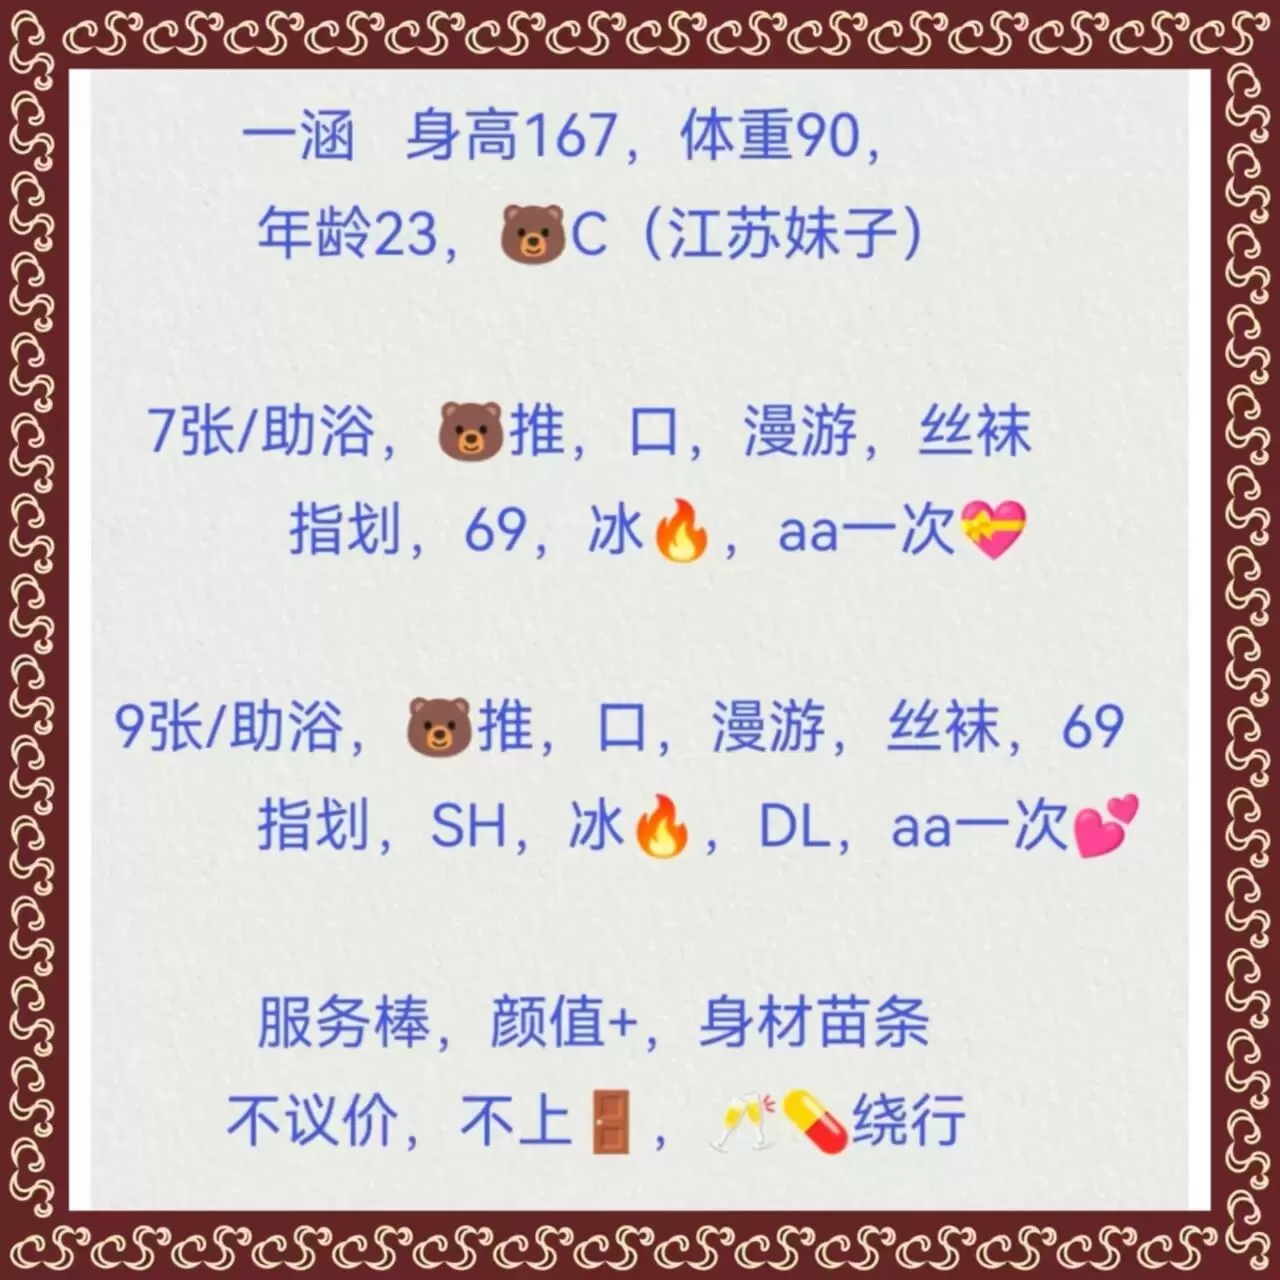 一涵 身高167，体重90，
年龄23，🐻C（江苏妹子）
7张/助浴，🐻推，口，漫游，丝袜
指划，69，冰🔥，aa一次💝
9张/助浴，🐻推，口，漫游，丝袜，69
指划，SH，冰🔥，DL，aa一次💕
服务棒，颜值+，身材苗条
不议价，不上🚪，🥂💊绕行